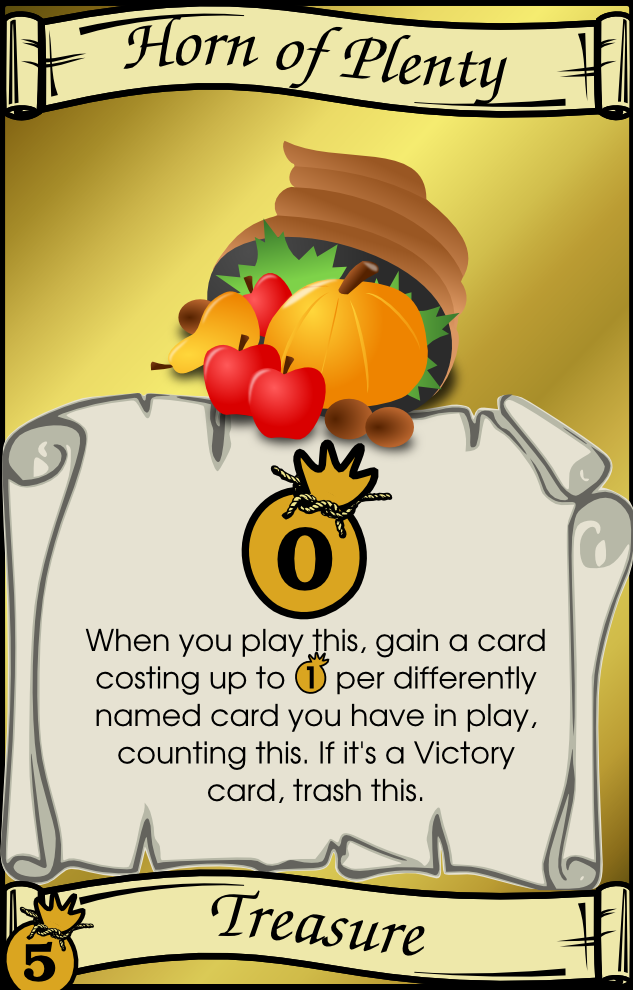 Horn of Plenty
0
When you play this, gain a card
costing up to 1 per differently
named card you have in play,
counting this. If it's a Victory
card, trash this.
Treasure
5